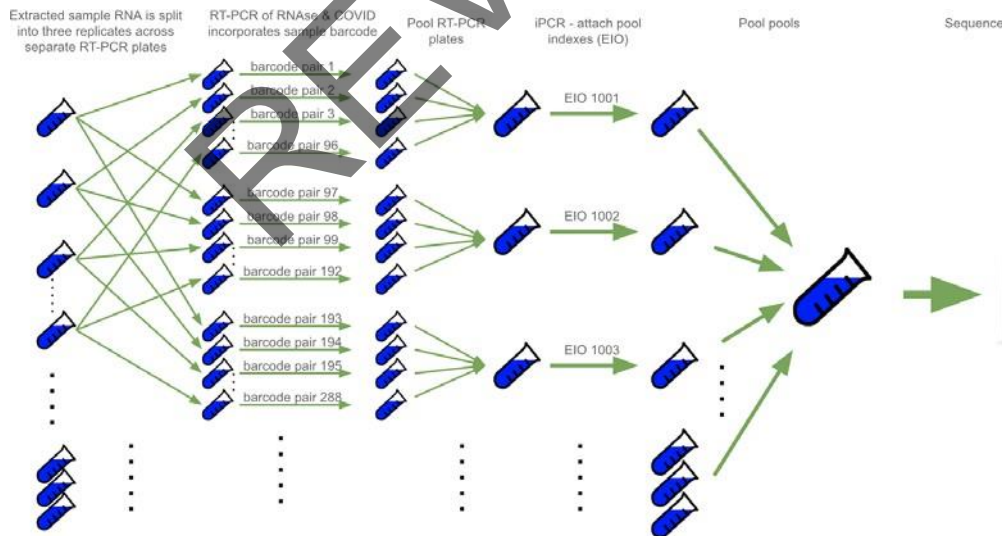 Extracted sample RNA is split
into three replicates across
separate RT-PCR plates
RT-PCR of RNAse & COVID
incorporates sample barcode
Pool RT-PCR
plates
iPCR - attach pool
indexes (EIO)
Pool pools
Sequence
barcode pair 1
barcode pair 2
barcode pair 3
barcode pair 96
barcode pair 97
barcode pair 98
barcode pair 99
barcode pair 192
barcode pair 193
barcode pair 194
barcode pair 195
barcode pair 288
EIO 1001
EIO 1002
EIO 1003